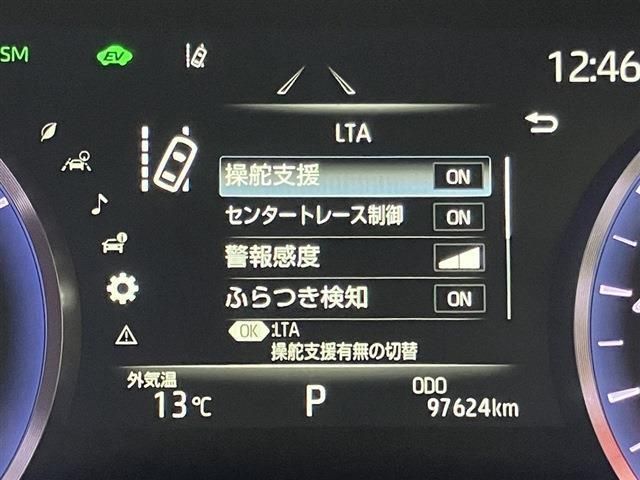 SM
EV
12:46
LTA
操舵支援 ON
センタートレース制御 ON
警報感度
ふらつき検知 ON
OK :LTA
操舵支援有無の切替
外気温
13℃
P
ODO
97624km